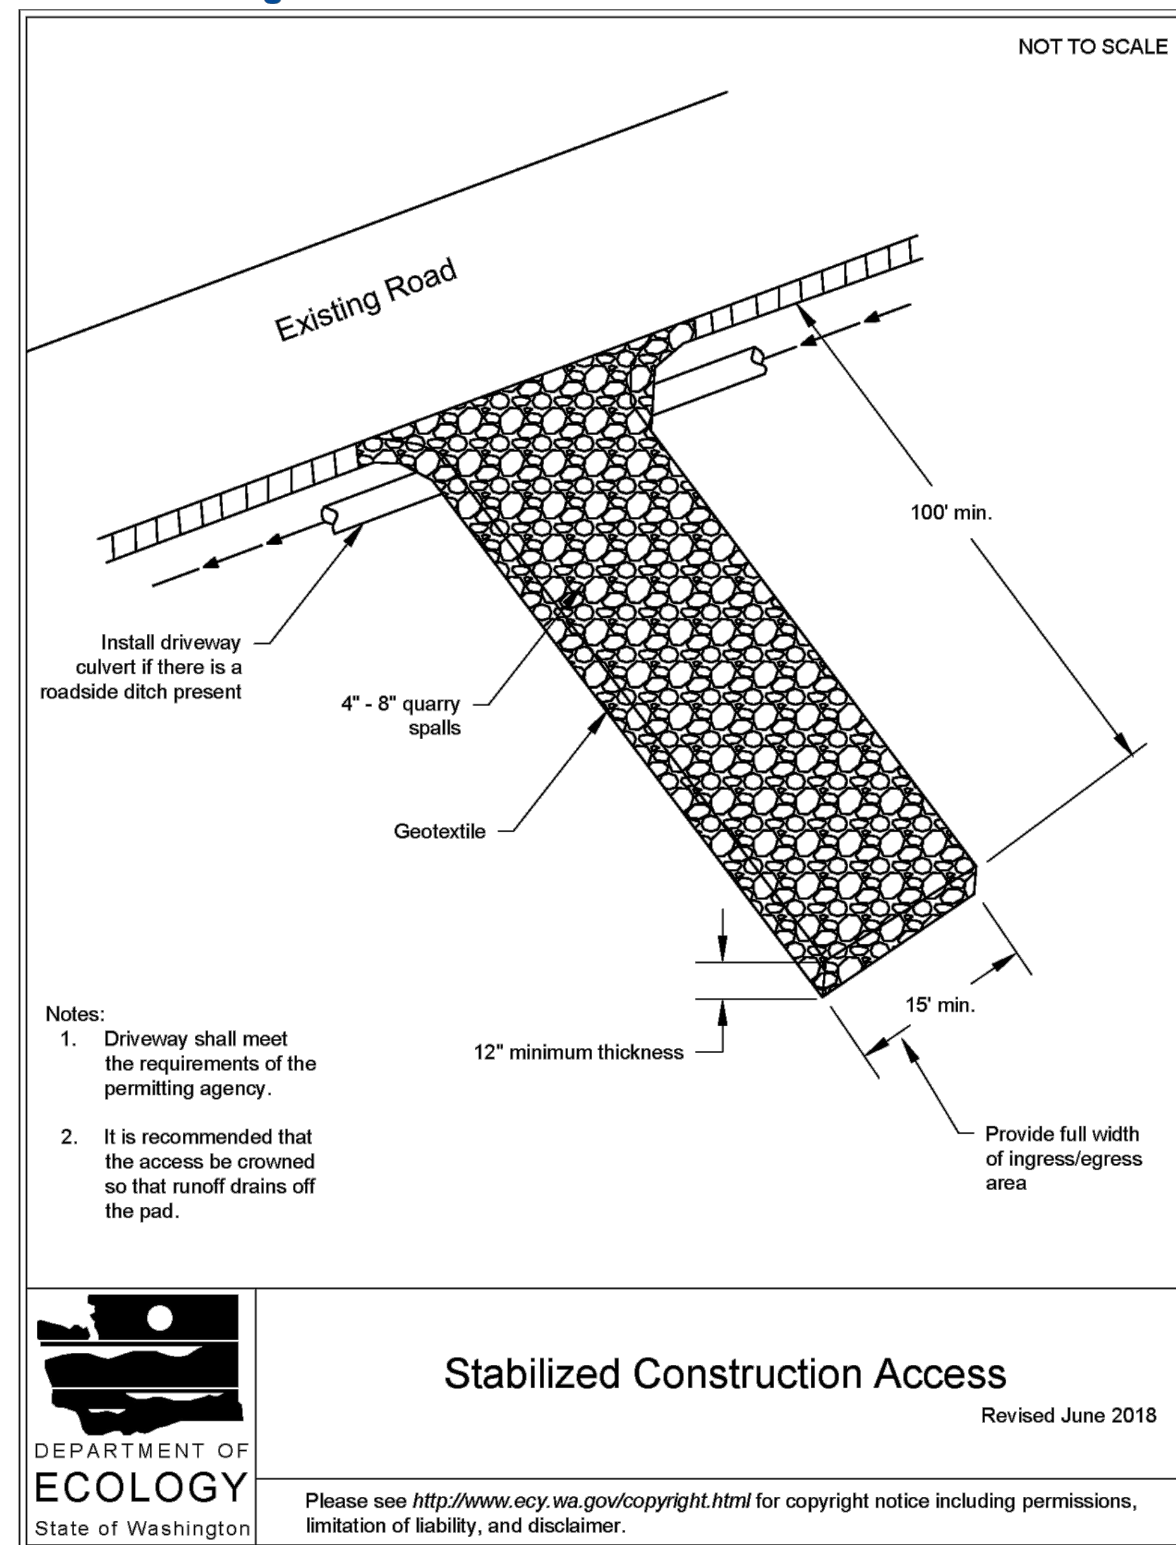 NOT TO SCALE
Existing Road
100' min.
Install driveway
culvert if there is a
roadside ditch present
4" - 8" quarry
spalls
Geotextile
15' min.
12" minimum thickness
Provide full width
of ingress/egress
area
Notes:
1. Driveway shall meet
the requirements of the
permitting agency.
2. It is recommended that
the access be crowned
so that runoff drains off
the pad.
DEPARTMENT OF
ECOLOGY
State of Washington
Stabilized Construction Access
Revised June 2018
Please see http://www.ecy.wa.gov/copyright.html for copyright notice including permissions,
limitation of liability, and disclaimer.